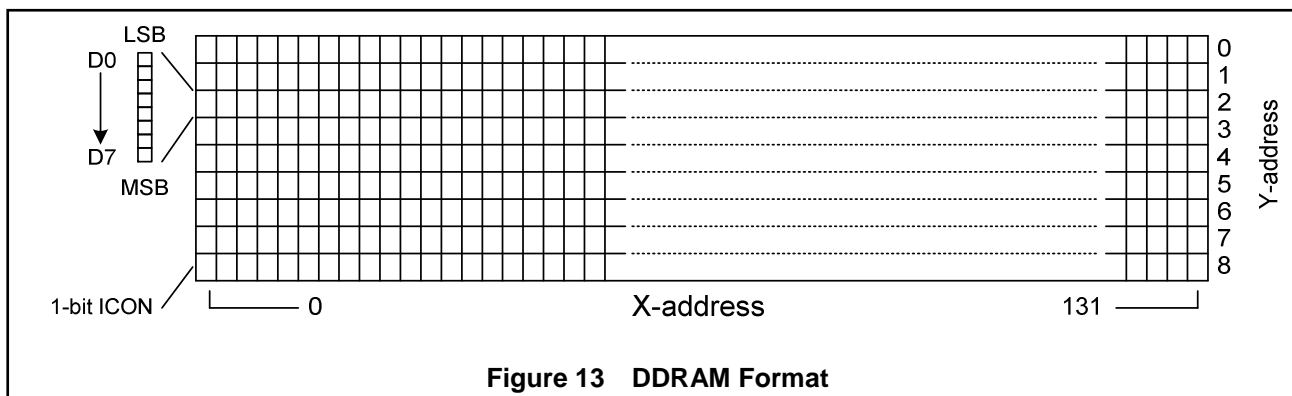 LSB
D0
D7
MSB
1-bit ICON
0
1
2
3
4
5
6
7
8
Y-address
0 X-address 131
Figure 13 DDRAM Format